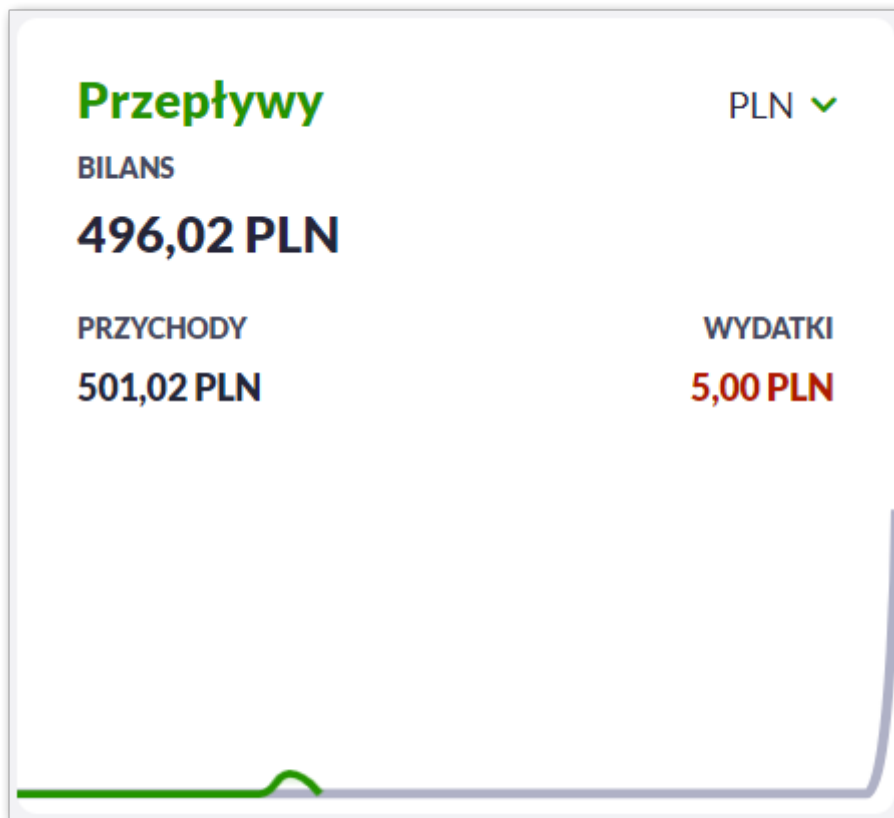 Przepływy PLN
BILANS
496,02 PLN
PRZYCHODY WYDATKI
501,02 PLN 5,00 PLN